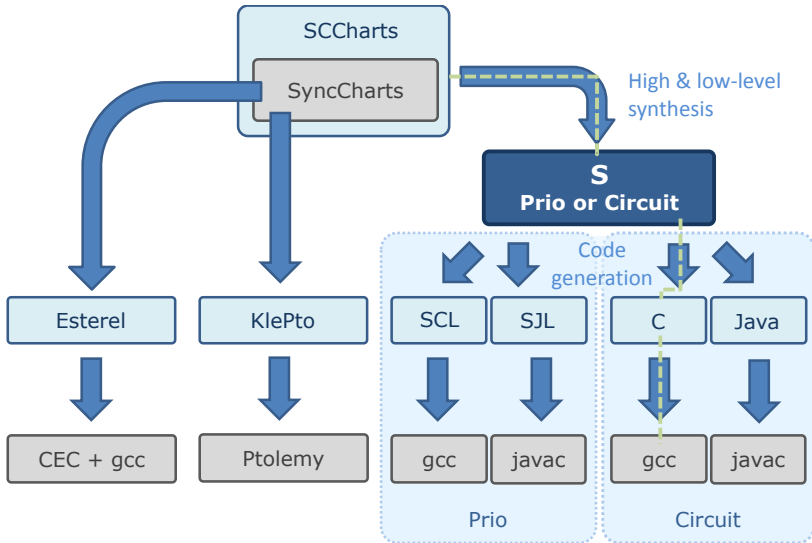 SCCharts
SyncCharts
High & low-level
synthesis
S
Prio or Circuit
Code
generation
Esterel
KlePto
SCL
SJL
C
Java
CEC + gcc
Ptolemy
gcc
javac
gcc
javac
Prio
Circuit